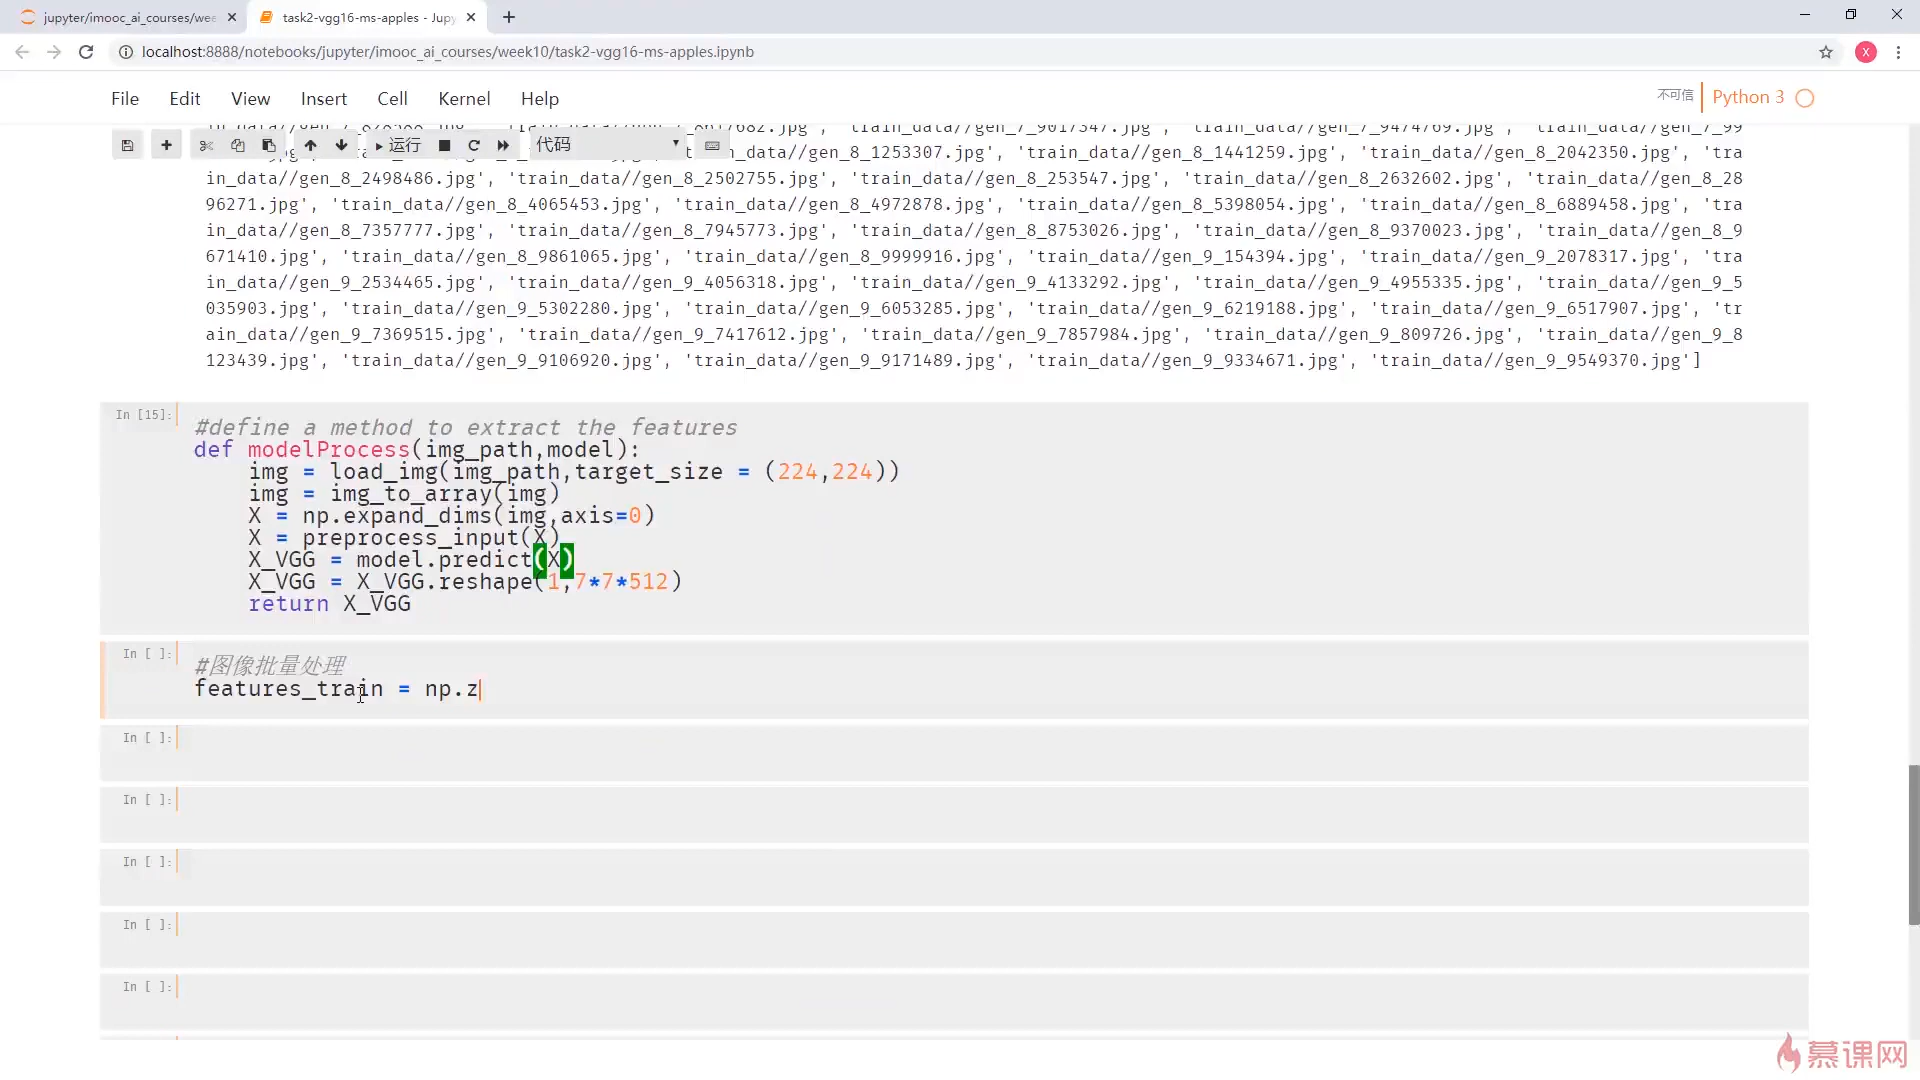 jupyter/imooc_ai_courses/wee
task2-vgg16-ms-apples - Jupy
localhost:8888/notebooks/jupyter/imooc_ai_courses/week10/task2-vgg16-ms-apples.ipynb
X
File Edit View Insert Cell Kernel Help
不可信 Python 3
运行 代码
682.jpg', 'train_data//gen_7_9017347.jpg', 'train_data//gen_7_9474769.jpg', 'train_data//gen_7_99
_data//gen_8_1253307.jpg', 'train_data//gen_8_1441259.jpg', 'train_data//gen_8_2042350.jpg', 'tra
in_data//gen_8_2498486.jpg', 'train_data//gen_8_2502755.jpg', 'train_data//gen_8_253547.jpg', 'train_data//gen_8_2632602.jpg', 'train_data//gen_8_28
96271.jpg', 'train_data//gen_8_4065453.jpg', 'train_data//gen_8_4972878.jpg', 'train_data//gen_8_5398054.jpg', 'train_data//gen_8_6889458.jpg', 'tra
in_data//gen_8_7357777.jpg', 'train_data//gen_8_7945773.jpg', 'train_data//gen_8_8753026.jpg', 'train_data//gen_8_9370023.jpg', 'train_data//gen_8_9
671410.jpg', 'train_data//gen_8_9861065.jpg', 'train_data//gen_8_9999916.jpg', 'train_data//gen_9_154394.jpg', 'train_data//gen_9_2078317.jpg', 'tra
in_data//gen_9_2534465.jpg', 'train_data//gen_9_4056318.jpg', 'train_data//gen_9_4133292.jpg', 'train_data//gen_9_4955335.jpg', 'train_data//gen_9_5
035903.jpg', 'train_data//gen_9_5302280.jpg', 'train_data//gen_9_6053285.jpg', 'train_data//gen_9_6219188.jpg', 'train_data//gen_9_6517907.jpg', 'tr
ain_data//gen_9_7369515.jpg', 'train_data//gen_9_7417612.jpg', 'train_data//gen_9_7857984.jpg', 'train_data//gen_9_809726.jpg', 'train_data//gen_9_8
123439.jpg', 'train_data//gen_9_9106920.jpg', 'train_data//gen_9_9171489.jpg', 'train_data//gen_9_9334671.jpg', 'train_data//gen_9_9549370.jpg']
In [15]:
#define a method to extract the features
def modelProcess(img_path,model):
    img = load_img(img_path,target_size = (224,224))
    img = img_to_array(img)
    X = np.expand_dims(img,axis=0)
    X = preprocess_input(X)
    X_VGG = model.predict(X)
    X_VGG = X_VGG.reshape(1,7*7*512)
    return X_VGG
In [ ]:
#图像批量处理
features_train = np.z
In [ ]:
In [ ]:
In [ ]:
In [ ]:
In [ ]:
慕课网